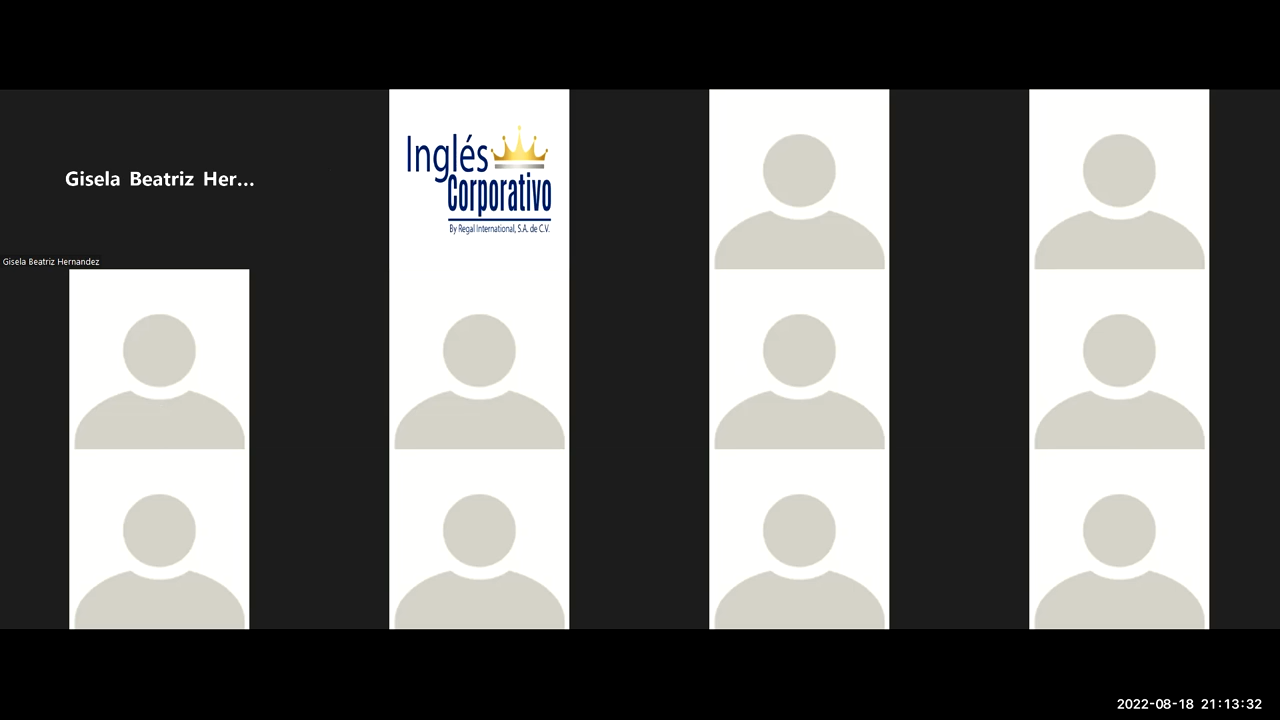 Gisela Beatriz Her...
Gisela Beatriz Hernandez
Inglés
Corporativo
By Regal International, S.A. de C.V.
2022-08-18 21:13:32